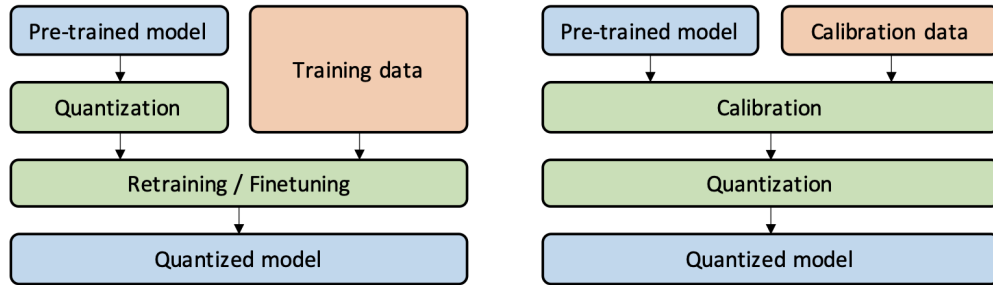 Pre-trained model
Training data
Quantization
Retraining / Finetuning
Quantized model
Pre-trained model
Calibration data
Calibration
Quantization
Quantized model